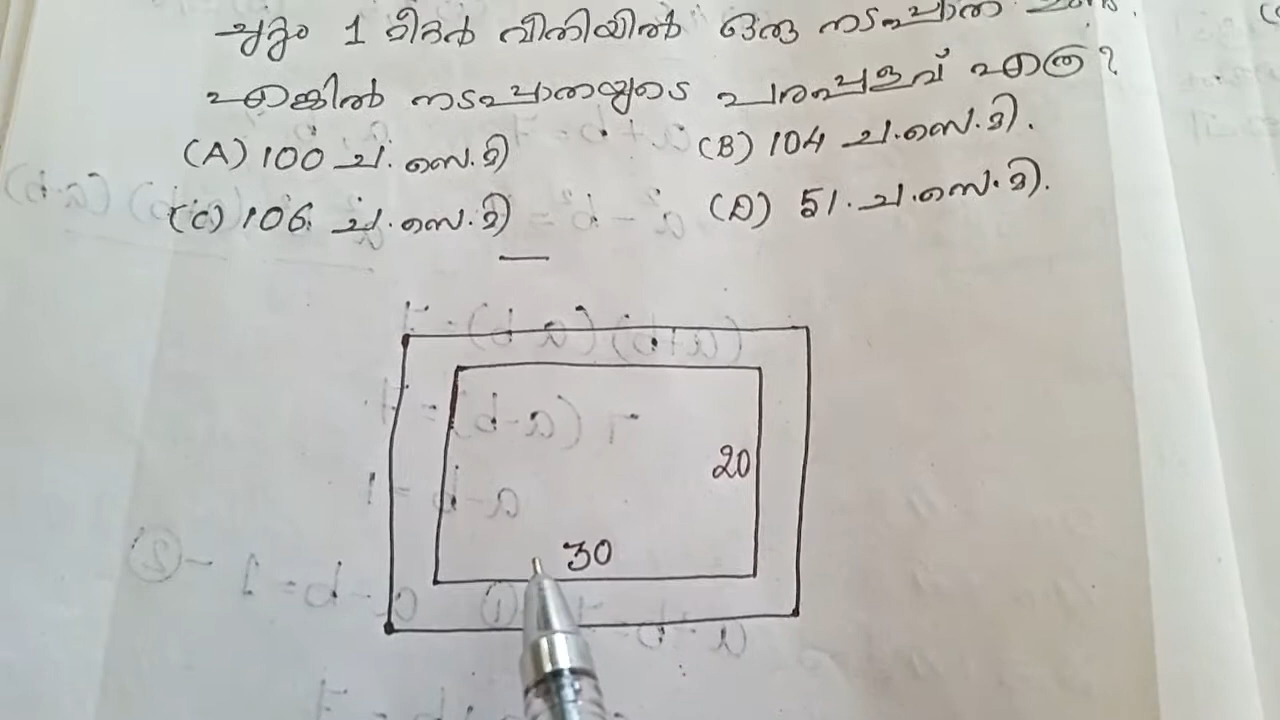 ചുറ്റും 1 മീറ്റർ വീതിയിൽ ഒരു നടപ്പാത
എങ്കിൽ നടപ്പാതയുടെ പരപ്പളവ് എത്ര?
(A) 100 ച.സെ.മി (B) 104 ച.സെ.മി.
(C) 106 ച.സെ.മി (D) 51. ച.സെ.മി.
20
30